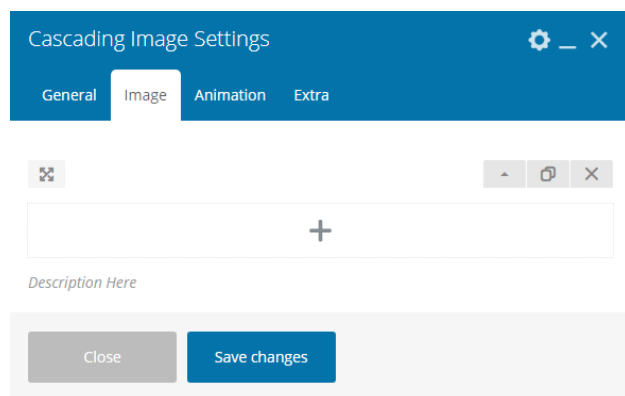 Cascading Image Settings
General Image Animation Extra
Description Here
Close Save changes